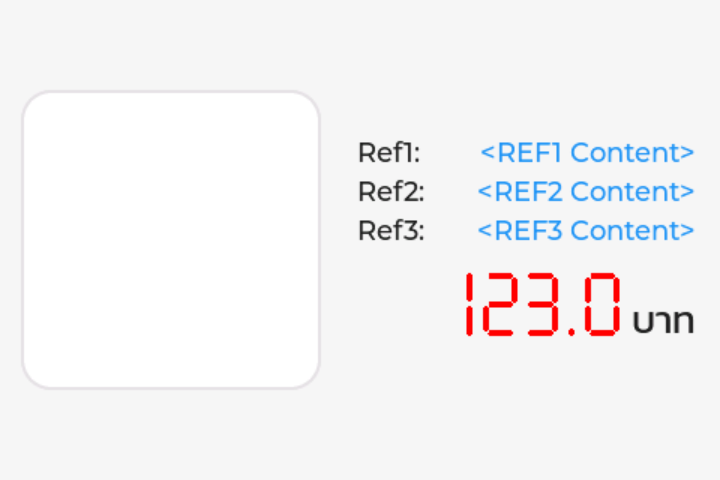 Ref1: <REF1 Content>
Ref2: <REF2 Content>
Ref3: <REF3 Content>
123.0 บาท